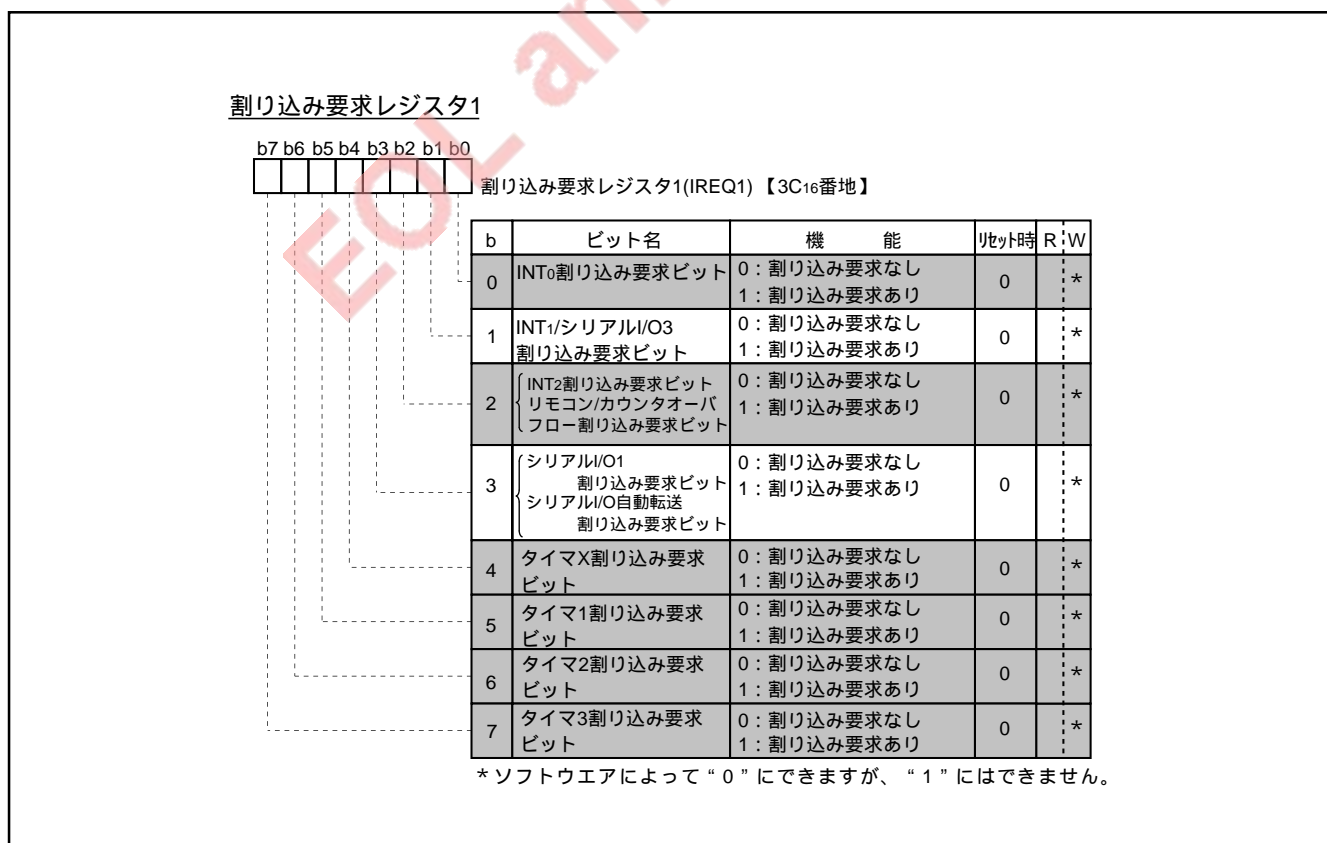 EOL an
割り込み要求レジスタ1
b7 b6 b5 b4 b3 b2 b1 b0
割り込み要求レジスタ1(IREQ1) 【3C16番地】
b ビット名 機 能 リセット時 R W
0 INT0割り込み要求ビット 0：割り込み要求なし 0 *
1：割り込み要求あり
1 INT1/シリアルI/O3 0：割り込み要求なし 0 *
割り込み要求ビット 1：割り込み要求あり
2 INT2割り込み要求ビット 0：割り込み要求なし 0 *
リモコン/カウンタオーバ 1：割り込み要求あり
フロー割り込み要求ビット
3 シリアルI/O1 0：割り込み要求なし 0 *
割り込み要求ビット 1：割り込み要求あり
シリアルI/O自動転送
割り込み要求ビット
4 タイマX割り込み要求 0：割り込み要求なし 0 *
ビット 1：割り込み要求あり
5 タイマ1割り込み要求 0：割り込み要求なし 0 *
ビット 1：割り込み要求あり
6 タイマ2割り込み要求 0：割り込み要求なし 0 *
ビット 1：割り込み要求あり
7 タイマ3割り込み要求 0：割り込み要求なし 0 *
ビット 1：割り込み要求あり
*ソフトウエアによって“0”にできますが、“1”にはできません。